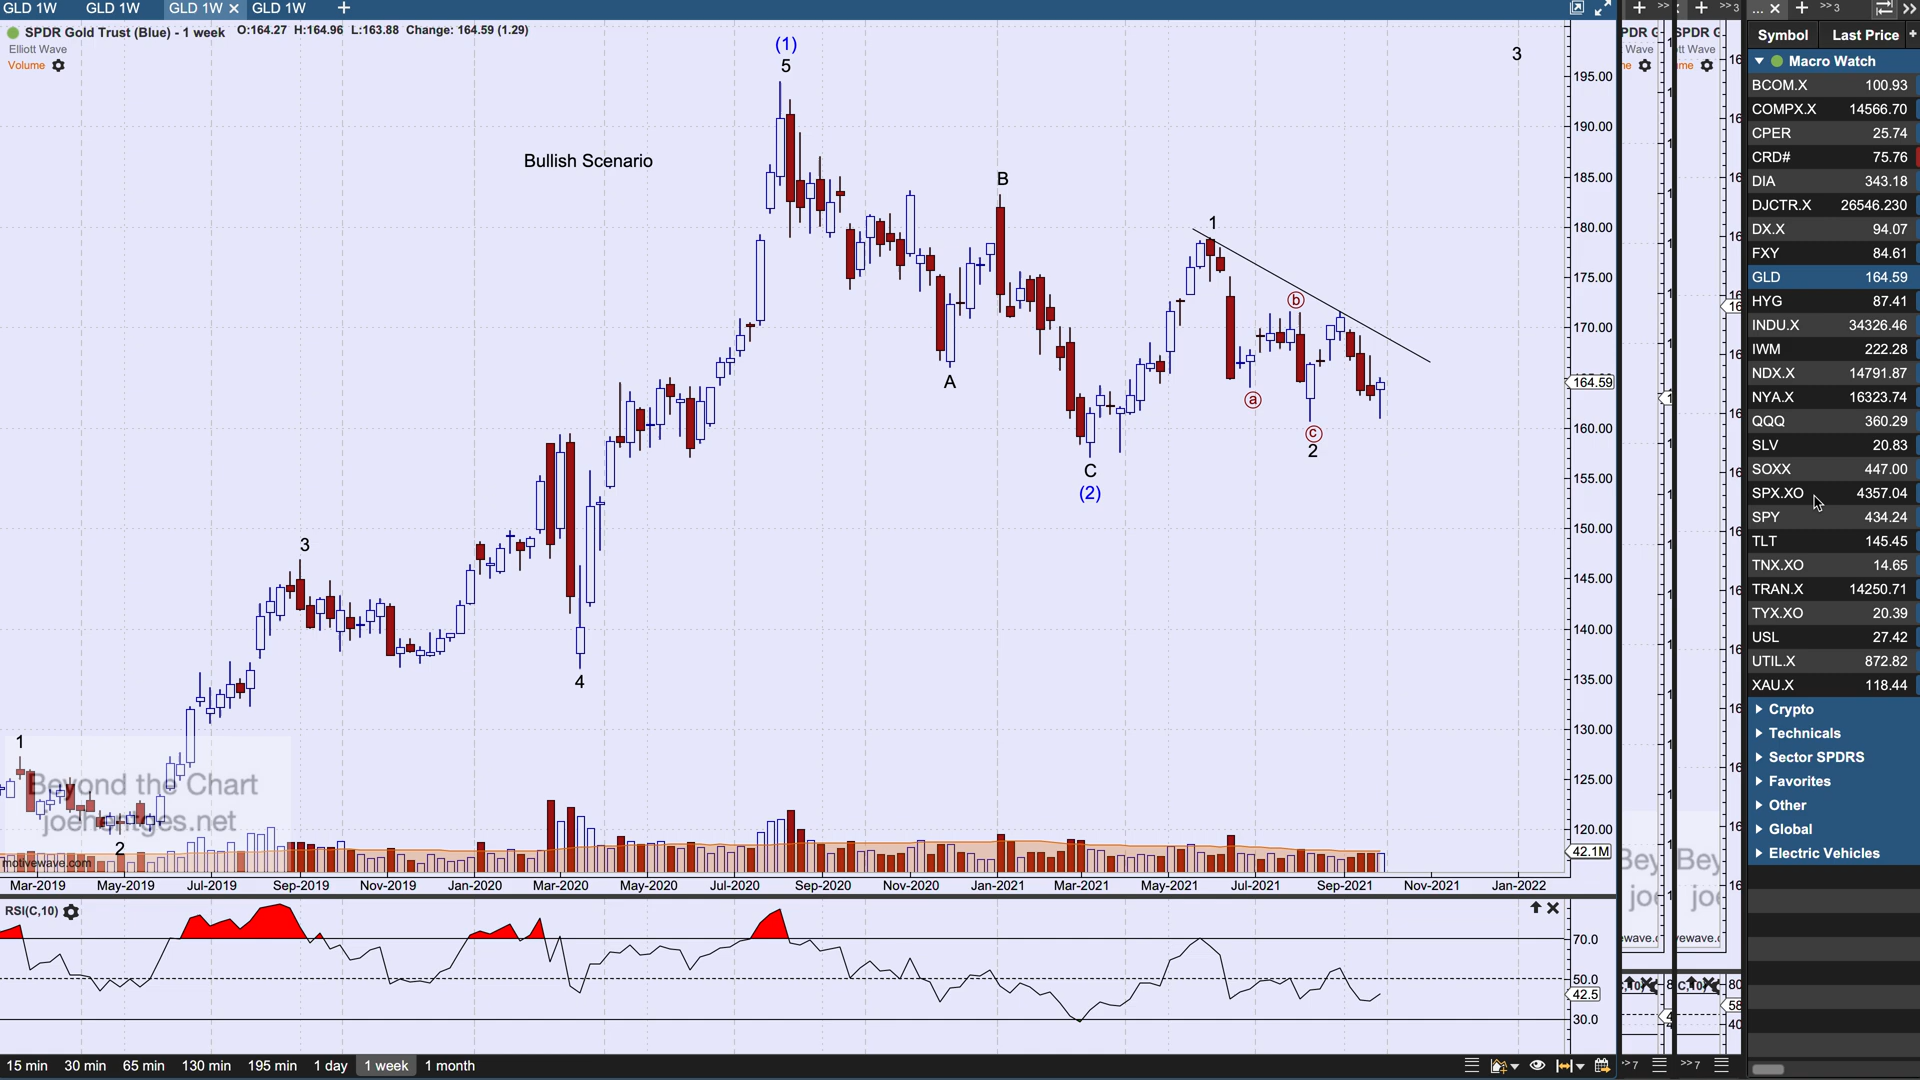 GLD 1W
GLD 1W
GLD 1W
GLD 1W
SPDR Gold Trust (Blue) - 1 week O:164.27 H:164.96 L:163.88 Change: 164.59 (1.29)
Elliott Wave
Volume
(1)
5
3
Bullish Scenario
B
1
b
A
a
c
2
C
(2)
3
4
1
2
195.00
190.00
185.00
180.00
175.00
170.00
164.59
160.00
155.00
150.00
145.00
140.00
135.00
130.00
125.00
120.00
42.1M
Beyond the Chart
joehentges.net
motivewave.com
Mar-2019 May-2019 Jul-2019 Sep-2019 Nov-2019 Jan-2020 Mar-2020 May-2020 Jul-2020 Sep-2020 Nov-2020 Jan-2021 Mar-2021 May-2021 Jul-2021 Sep-2021 Nov-2021 Jan-2022
RSI(C,10)
70.0
50.0
42.5
30.0
15 min 30 min 65 min 130 min 195 min 1 day 1 week 1 month
Symbol Last Price
Macro Watch
BCOM.X 100.93
COMPX.X 14566.70
CPER 25.74
CRD# 75.76
DIA 343.18
DJCTR.X 26546.230
DX.X 94.07
FXY 84.61
GLD 164.59
HYG 87.41
INDU.X 34326.46
IWM 222.28
NDX.X 14791.87
NYA.X 16323.74
QQQ 360.29
SLV 20.83
SOXX 447.00
SPX.XO 4357.04
SPY 434.24
TLT 145.45
TNX.XO 14.65
TRAN.X 14250.71
TYX.XO 20.39
USL 27.42
UTIL.X 872.82
XAU.X 118.44
Crypto
Technicals
Sector SPDRS
Favorites
Other
Global
Electric Vehicles